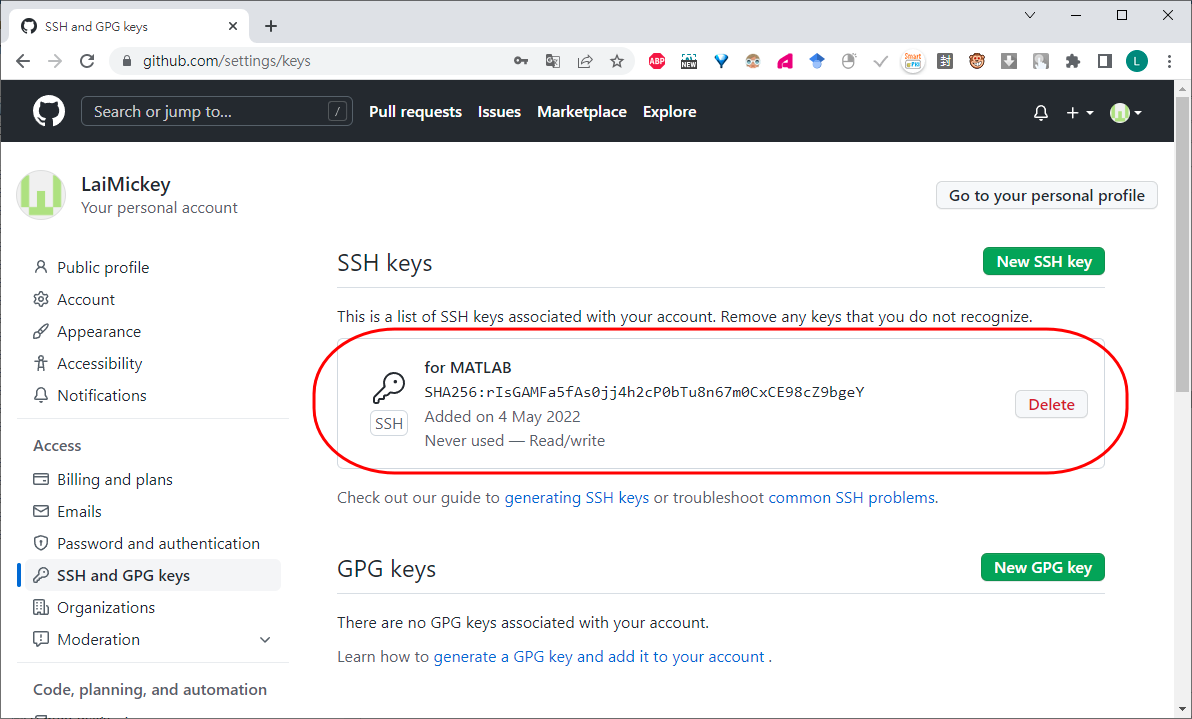 SSH and GPG keys
github.com/settings/keys
ABP
NEW
L
Search or jump to...
/
Pull requests
Issues
Marketplace
Explore
LaiMickey
Your personal account
Go to your personal profile
Public profile
Account
Appearance
Accessibility
Notifications
Access
Billing and plans
Emails
Password and authentication
SSH and GPG keys
Organizations
Moderation
Code, planning, and automation
SSH keys
New SSH key
This is a list of SSH keys associated with your account. Remove any keys that you do not recognize.
for MATLAB
SHA256:rIsGAMFa5fAs0jj4h2cP0bTu8n67m0CxCE98cZ9bgeY
SSH
Added on 4 May 2022
Never used — Read/write
Delete
Check out our guide to generating SSH keys or troubleshoot common SSH problems.
GPG keys
New GPG key
There are no GPG keys associated with your account.
Learn how to generate a GPG key and add it to your account .